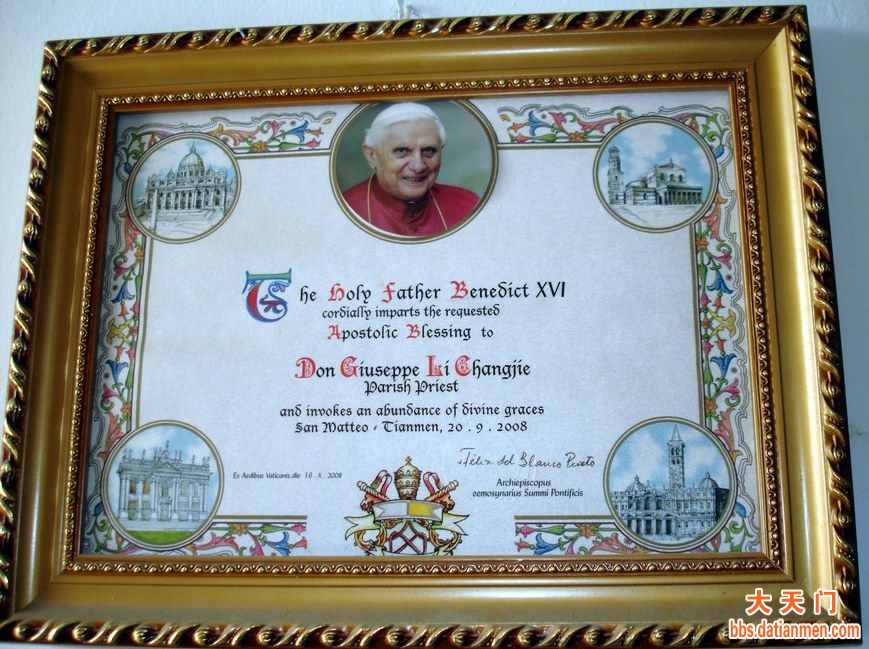 The Holy Father Benedict XVI
cordially imparts the requested
Apostolic Blessing to
Don Giuseppe Li Changjie
Parish Priest
and invokes an abundance of divine graces
San Matteo - Tianmen, 20 . 9 . 2008
Félix del Blanco Prieto
Ex Aedibus Vaticanis,die 16 . X . 2008
Archiepiscopus
eemosynarius Summi Pontificis
大天门
bbs.datianmen.com